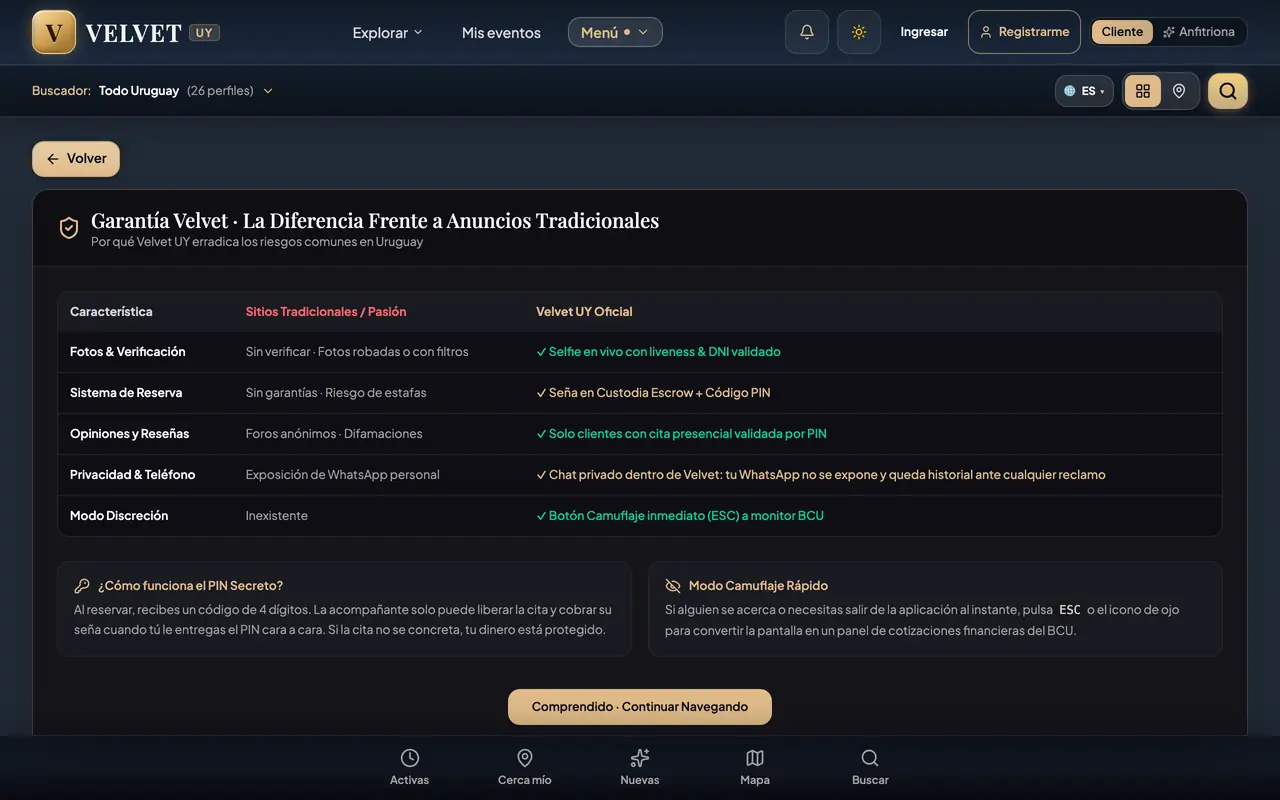 V VELVET UY
Explorar
Mis eventos
Menú
Ingresar
Registrarme
Cliente
Anfitriona
Buscador: Todo Uruguay (26 perfiles)
ES
Volver
Garantía Velvet · La Diferencia Frente a Anuncios Tradicionales
Por qué Velvet UY erradica los riesgos comunes en Uruguay
Característica Sitios Tradicionales / Pasión Velvet UY Oficial
Fotos & Verificación Sin verificar · Fotos robadas o con filtros ✓ Selfie en vivo con liveness & DNI validado
Sistema de Reserva Sin garantías · Riesgo de estafas ✓ Seña en Custodia Escrow + Código PIN
Opiniones y Reseñas Foros anónimos · Difamaciones ✓ Solo clientes con cita presencial validada por PIN
Privacidad & Teléfono Exposición de WhatsApp personal ✓ Chat privado dentro de Velvet: tu WhatsApp no se expone y queda historial ante cualquier reclamo
Modo Discreción Inexistente ✓ Botón Camuflaje inmediato (ESC) a monitor BCU
¿Cómo funciona el PIN Secreto?
Al reservar, recibes un código de 4 dígitos. La acompañante solo puede liberar la cita y cobrar su
seña cuando tú le entregas el PIN cara a cara. Si la cita no se concreta, tu dinero está protegido.
Modo Camuflaje Rápido
Si alguien se acerca o necesitas salir de la aplicación al instante, pulsa ESC o el icono de ojo
para convertir la pantalla en un panel de cotizaciones financieras del BCU.
Comprendido · Continuar Navegando
Activas
Cerca mío
Nuevas
Mapa
Buscar